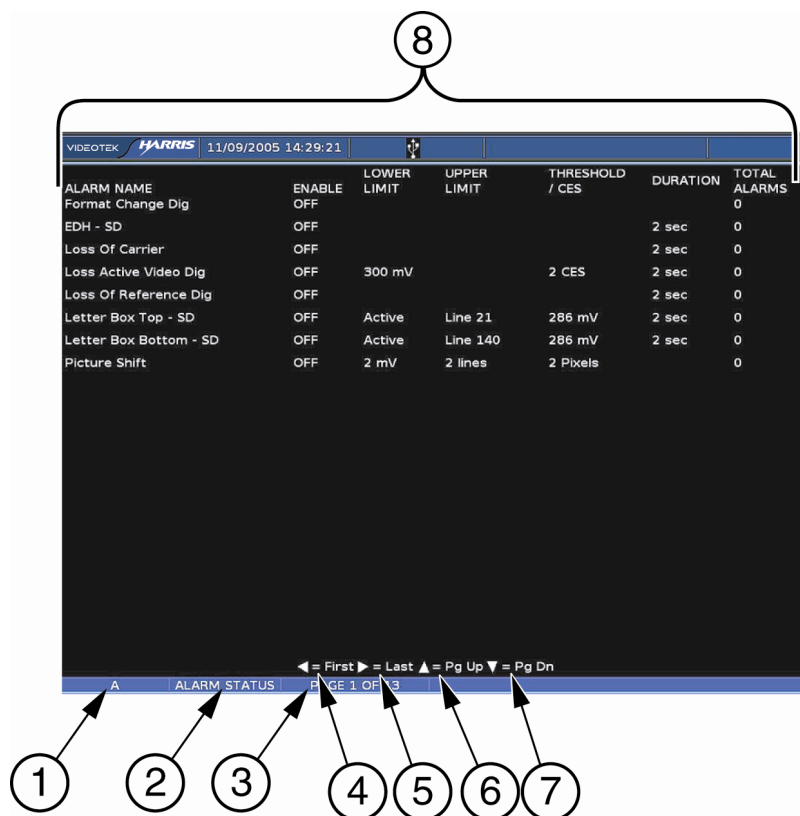 8
VIDEOTEK HARRIS 11/09/2005 14:29:21
ALARM NAME ENABLE LOWER LIMIT UPPER LIMIT THRESHOLD / CES DURATION TOTAL ALARMS
Format Change Dig OFF 0
EDH - SD OFF 2 sec 0
Loss Of Carrier OFF 2 sec 0
Loss Active Video Dig OFF 300 mV 2 CES 2 sec 0
Loss Of Reference Dig OFF 2 sec 0
Letter Box Top - SD OFF Active Line 21 286 mV 2 sec 0
Letter Box Bottom - SD OFF Active Line 140 286 mV 2 sec 0
Picture Shift OFF 2 mV 2 lines 2 Pixels 0
◀ = First ▶ = Last ▲ = Pg Up ▼ = Pg Dn
A ALARM STATUS PAGE 1 OF 13
1 2 3 4 5 6 7